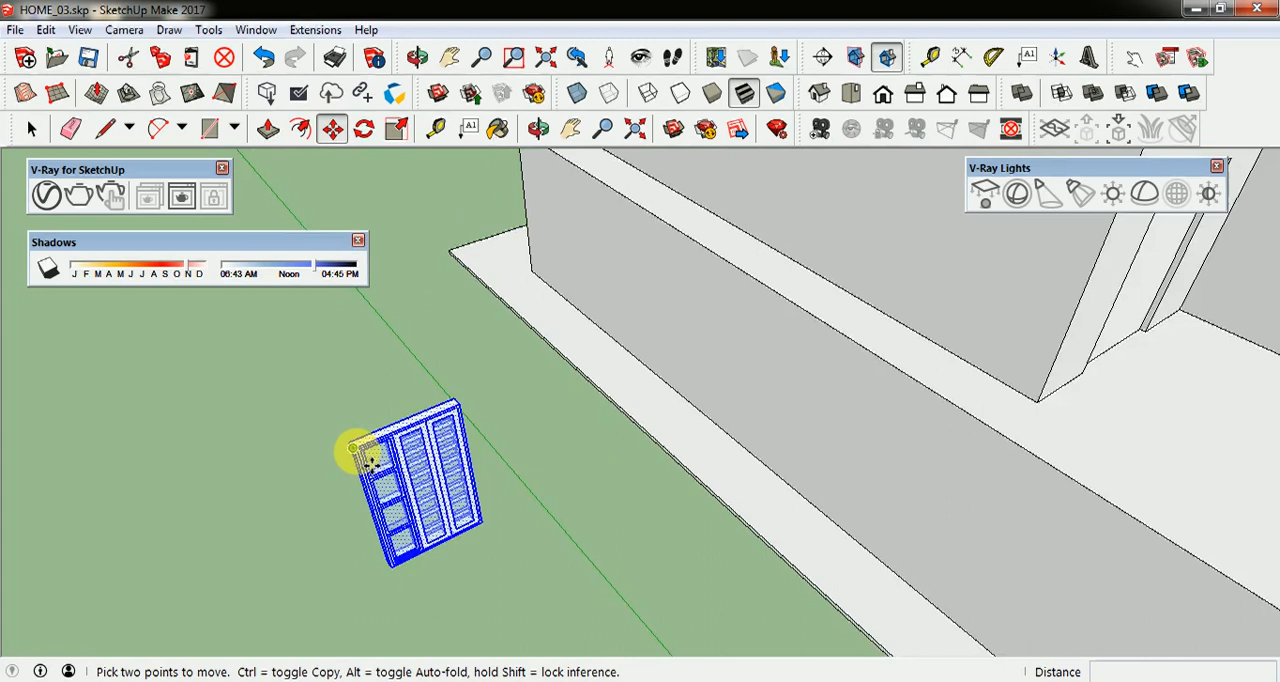 HOME_03.skp - SketchUp Make 2017
File Edit View Camera Draw Tools Window Extensions Help
A1
A1
V-Ray for SketchUp
V-Ray Lights
Shadows
J F M A M J J A S O N D 06:43 AM Noon 04:45 PM
Pick two points to move. Ctrl = toggle Copy, Alt = toggle Auto-fold, hold Shift = lock inference. Distance